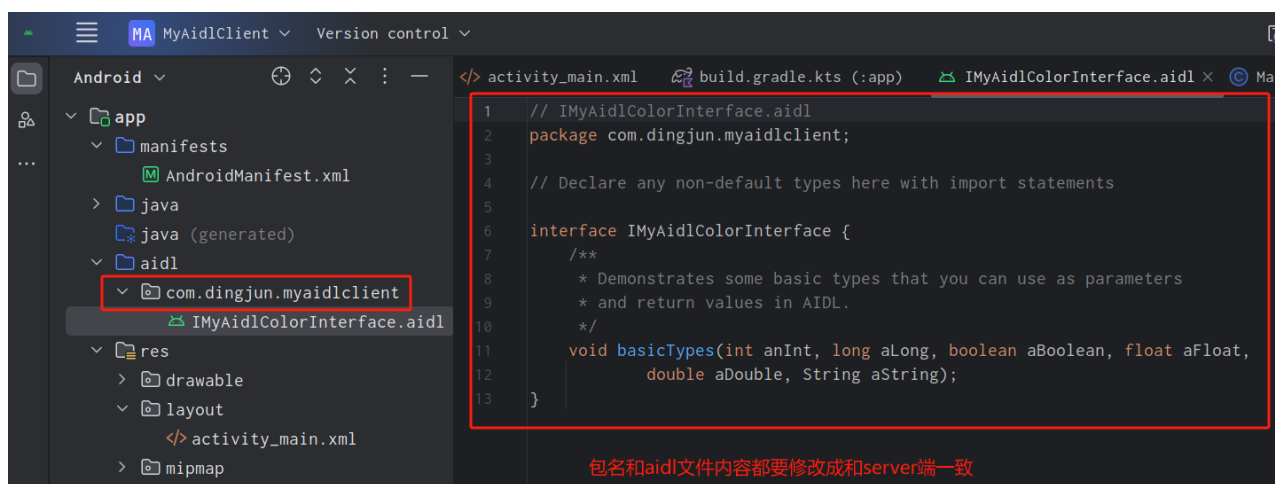 MA MyAidlClient Version control
Android
activity_main.xml build.gradle.kts (:app) IMyAidlColorInterface.aidl Ma
app
manifests
AndroidManifest.xml
java
java (generated)
aidl
com.dingjun.myaidlclient
IMyAidlColorInterface.aidl
res
drawable
layout
activity_main.xml
mipmap
1 // IMyAidlColorInterface.aidl
2 package com.dingjun.myaidlclient;
3
4 // Declare any non-default types here with import statements
5
6 interface IMyAidlColorInterface {
7 /**
8 * Demonstrates some basic types that you can use as parameters
9 * and return values in AIDL.
10 */
11 void basicTypes(int anInt, long aLong, boolean aBoolean, float aFloat,
12 double aDouble, String aString);
13 }
包名和aidl文件内容都要修改成和server端一致